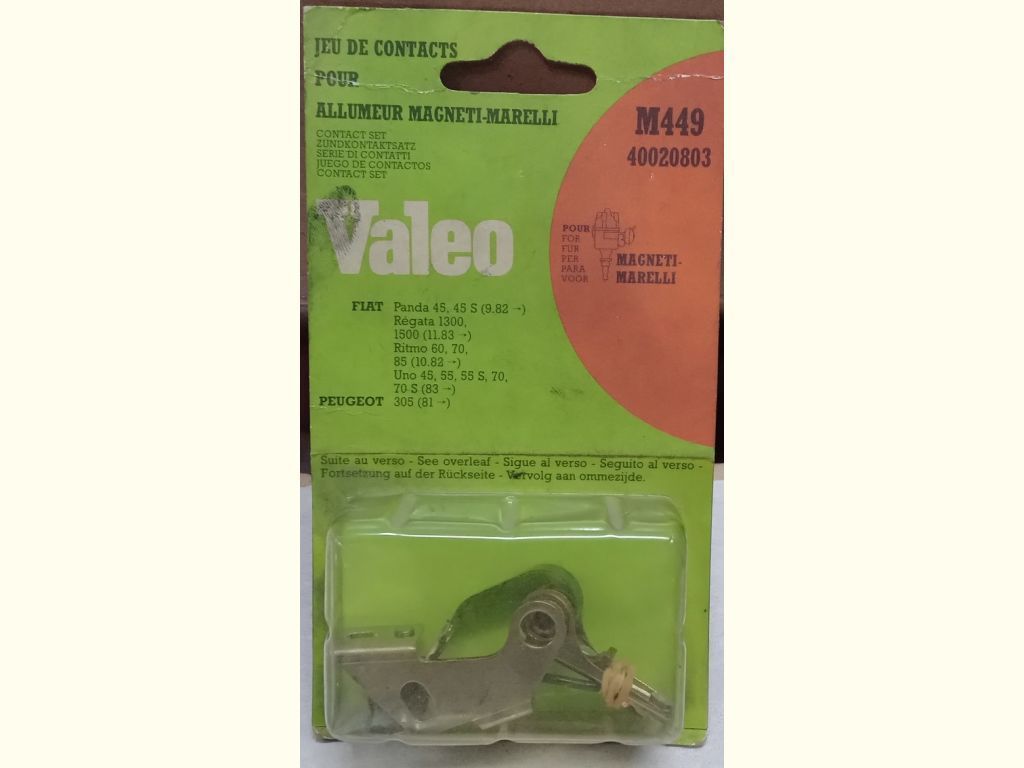 JEU DE CONTACTS
POUR
ALLUMEUR MAGNETI-MARELLI
CONTACT SET
ZUNDKONTAKTSATZ
SERIE DI CONTATTI
JUEGO DE CONTACTOS
CONTACT SET
M449
40020803
Valeo
POUR
FOR
FUR
PER
PARA
VOOR
MAGNETI-
MARELLI
FIAT Panda 45, 45 S (9.82 →)
Régata 1300,
1500 (11.83 →)
Ritmo 60, 70,
85 (10.82 →)
Uno 45, 55, 55 S, 70,
70 S (83 →)
PEUGEOT 305 (81 →)
Suite au verso - See overleaf - Sigue al verso - Seguito al verso -
Fortsetzung auf der Rückseite - Vervolg aan ommezijde.